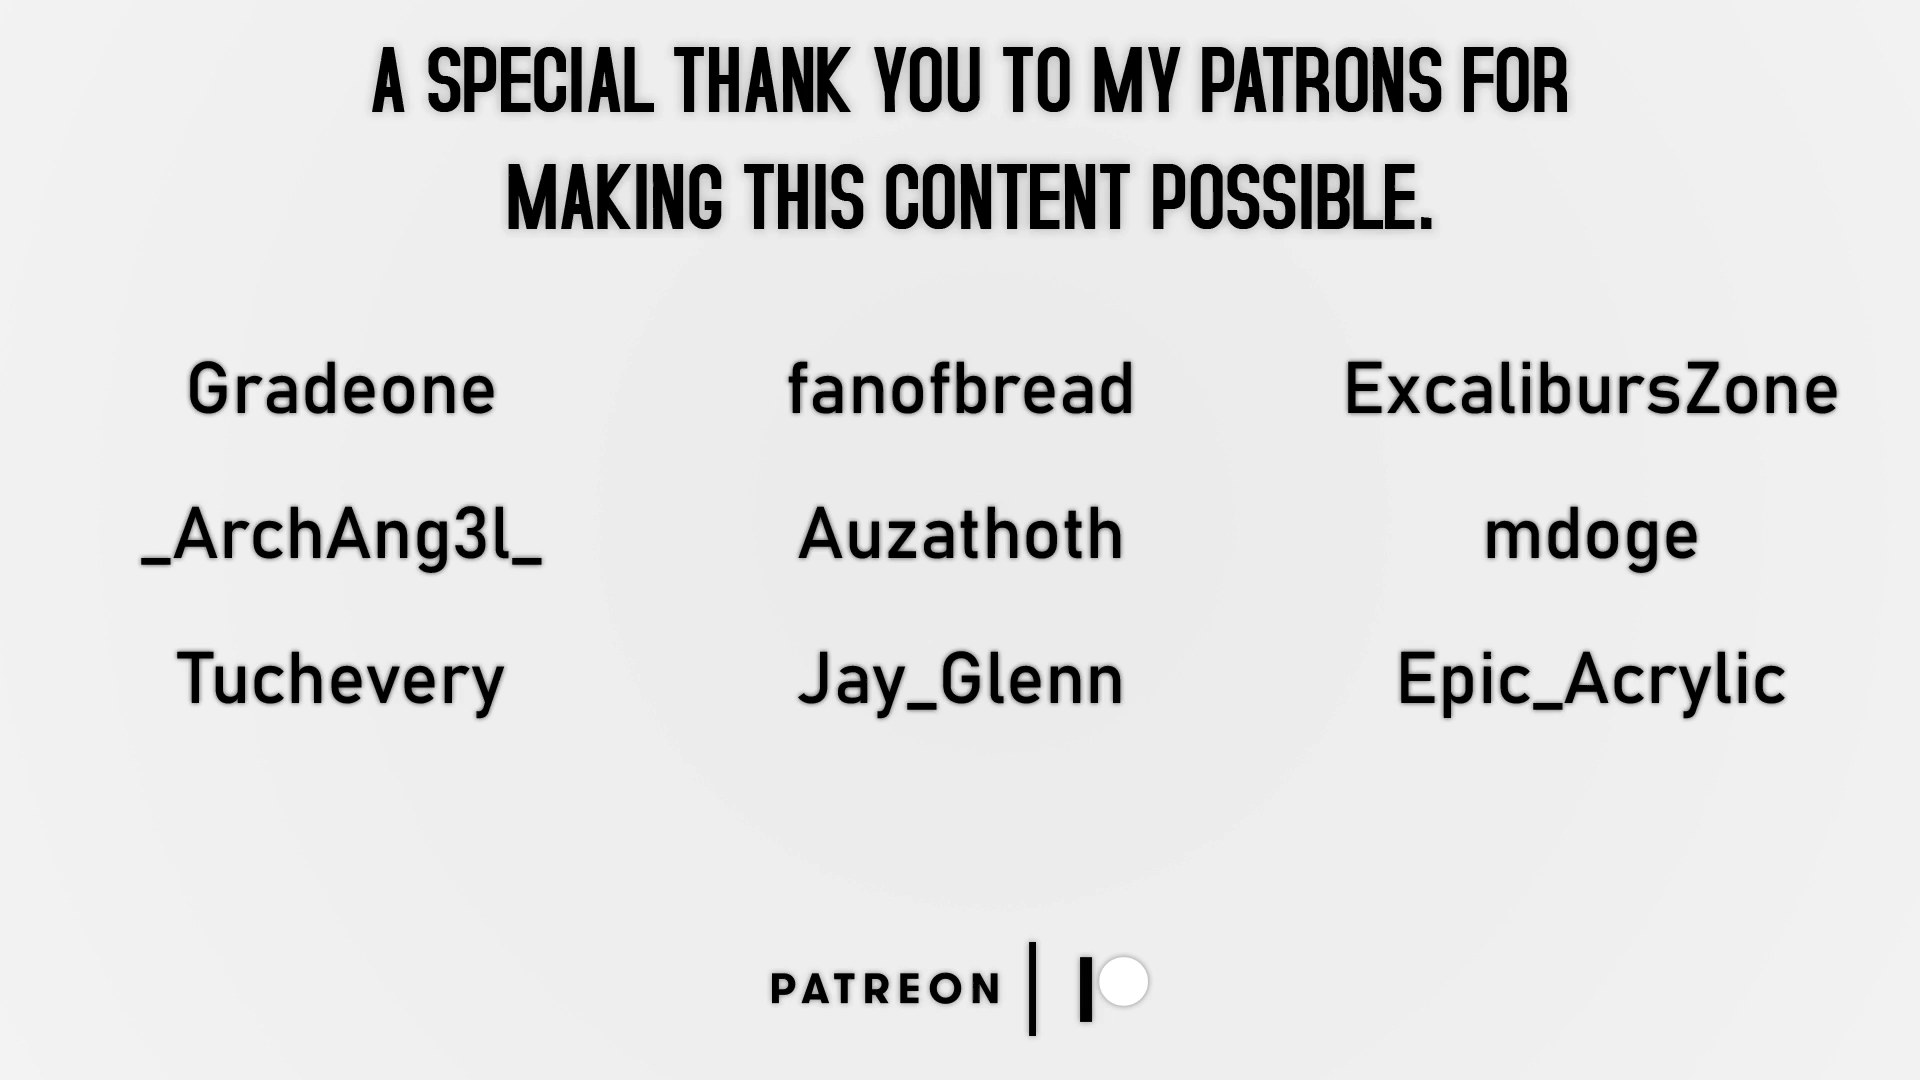 A SPECIAL THANK YOU TO MY PATRONS FOR
MAKING THIS CONTENT POSSIBLE.
Gradeone fanofbread ExcalibursZone
_ArchAng3l_ Auzathoth mdoge
Tuchevery Jay_Glenn Epic_Acrylic
PATREON